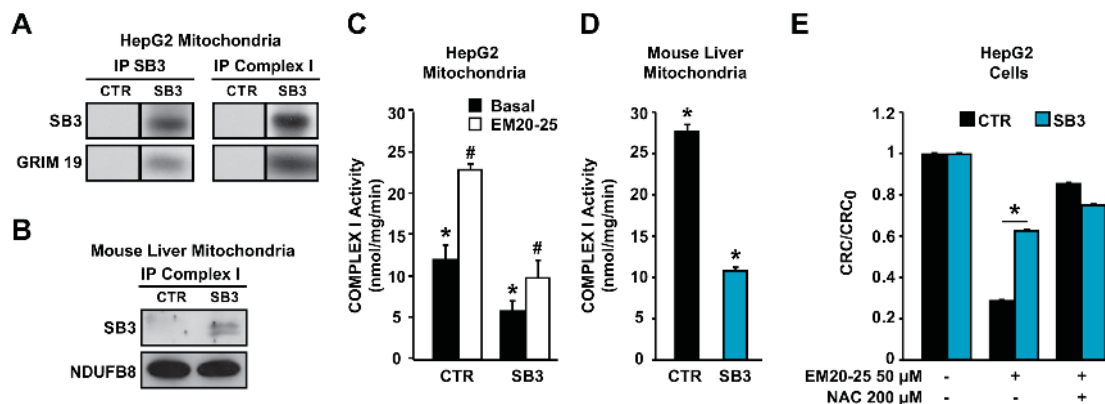 A
HepG2 Mitochondria
IP SB3 IP Complex I
CTR SB3 CTR SB3
SB3
GRIM 19
B
Mouse Liver Mitochondria
IP Complex I
CTR SB3
SB3
NDUFB8
C
HepG2
Mitochondria
Basal
EM20-25
COMPLEX I Activity
(nmol/mg/min)
30
25
20
15
10
5
0
*
#
*
#
CTR SB3
D
Mouse Liver
Mitochondria
COMPLEX I Activity
(nmol/mg/min)
30
25
20
15
10
5
0
*
*
CTR SB3
E
HepG2
Cells
CTR SB3
CRC/CRC0
1
0.8
0.6
0.4
0.2
0
*
EM20-25 50 µM - + +
NAC 200 µM - - +